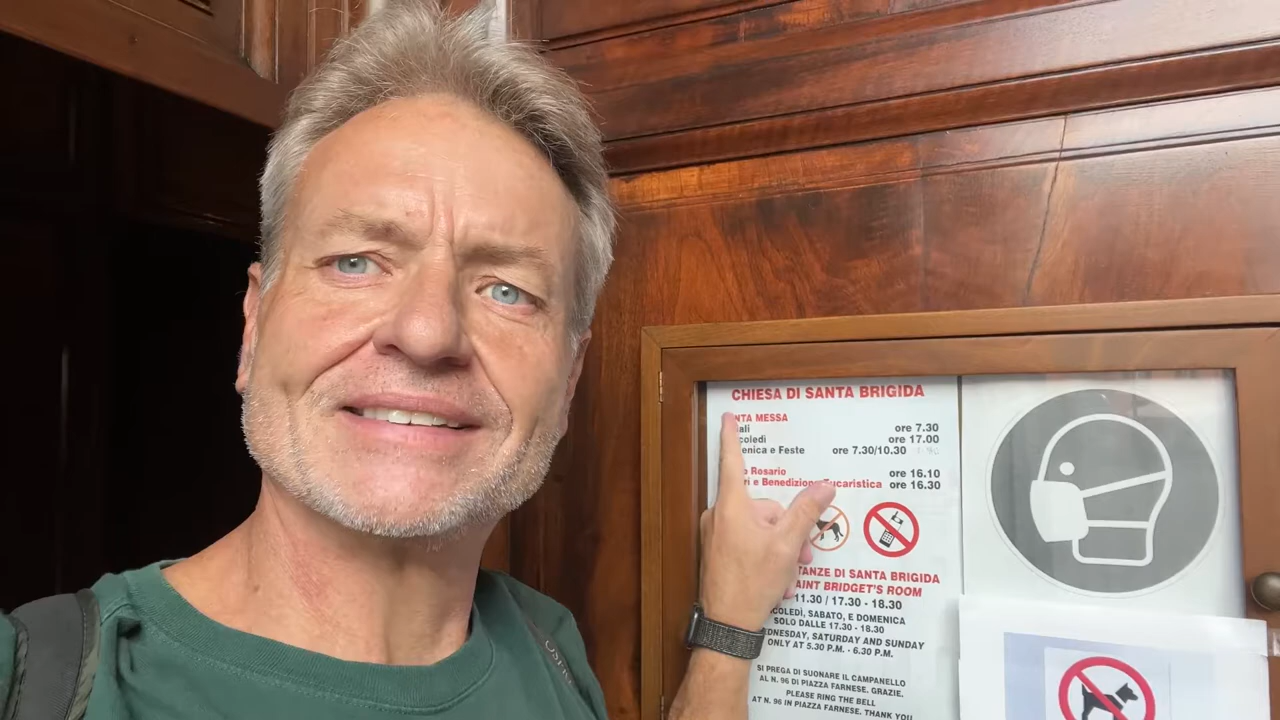 CHIESA DI SANTA BRIGIDA
NTA MESSA
ali ore 7.30
coledì ore 17.00
enica e Feste ore 7.30/10.30
o Rosario ore 16.10
ri e Benedizione Eucaristica ore 16.30
TANZE DI SANTA BRIGIDA
AINT BRIDGET'S ROOM
11.30 / 17.30 - 18.30
COLEDÌ, SABATO, E DOMENICA
SOLO DALLE 17.30 - 18.30
DNESDAY, SATURDAY AND SUNDAY
ONLY AT 5.30 P.M. - 6.30 P.M.
SI PREGA DI SUONARE IL CAMPANELLO
AL N. 96 DI PIAZZA FARNESE. GRAZIE.
PLEASE RING THE BELL
AT N. 96 IN PIAZZA FARNESE. THANK YOU